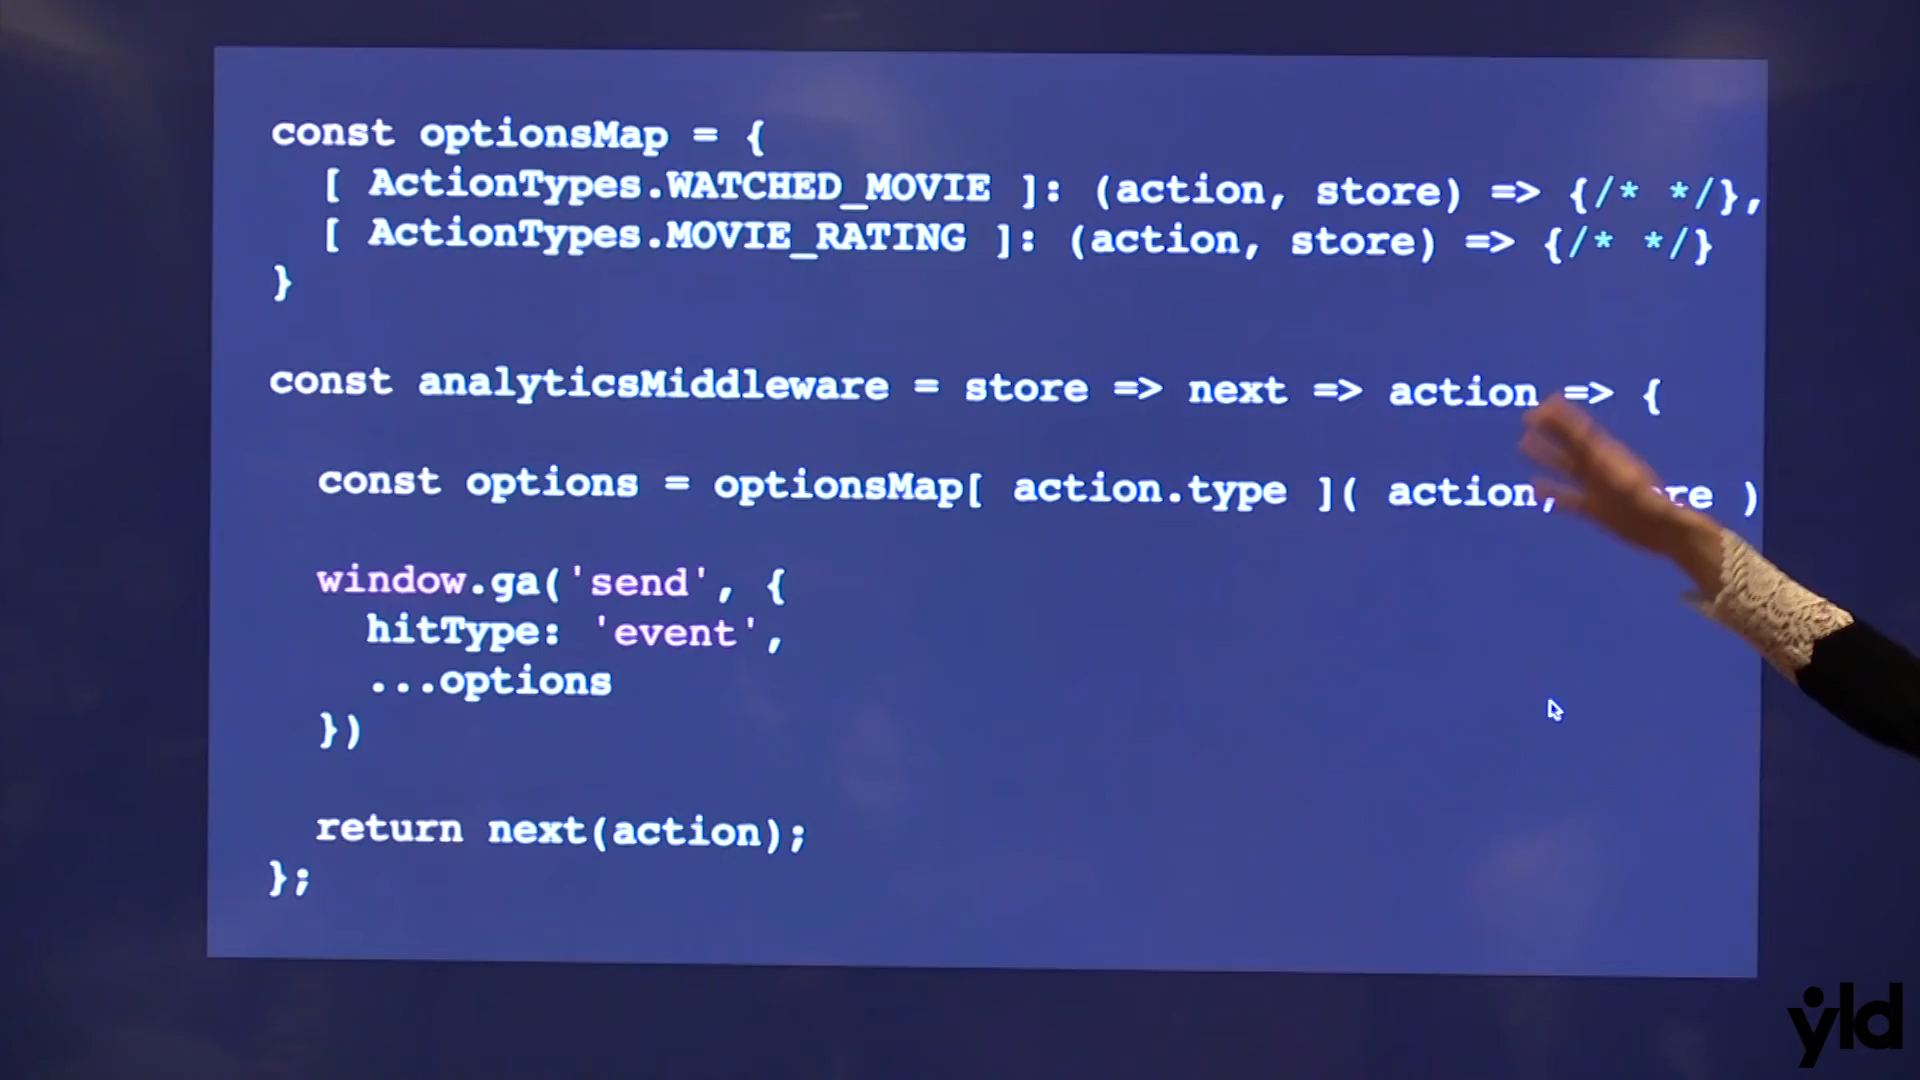 const optionsMap = {
  [ ActionTypes.WATCHED_MOVIE ]: (action, store) => {/* */},
  [ ActionTypes.MOVIE_RATING ]: (action, store) => {/* */}
}
const analyticsMiddleware = store => next => action => {
  const options = optionsMap[ action.type ]( action, )
  window.ga('send', {
    hitType: 'event',
    ...options
  })
  return next(action);
};
yld